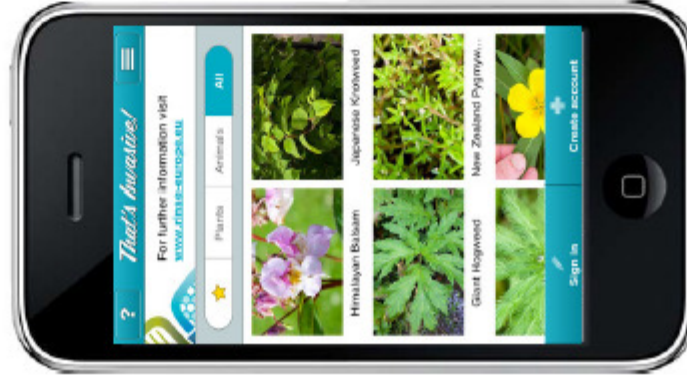 ? That's Invasive!
For further information visit
www.rinse-europe.eu
Plants Animals All
Himalayan Balsam Japanese Knotweed
Giant Hogweed New Zealand Pygmyw...
Sign in Create account